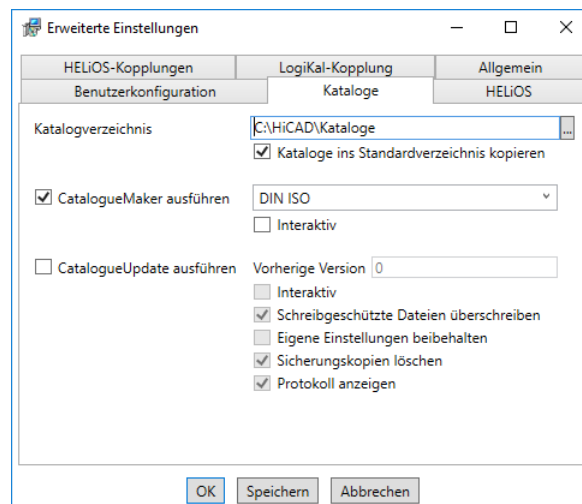 Erweiterte Einstellungen
HELiOS-Kopplungen LogiKal-Kopplung Allgemein
Benutzerkonfiguration Kataloge HELiOS
Katalogverzeichnis C:\HiCAD\Kataloge ...
Kataloge ins Standardverzeichnis kopieren
CatalogueMaker ausführen DIN ISO
Interaktiv
CatalogueUpdate ausführen Vorherige Version 0
Interaktiv
Schreibgeschützte Dateien überschreiben
Eigene Einstellungen beibehalten
Sicherungskopien löschen
Protokoll anzeigen
OK Speichern Abbrechen